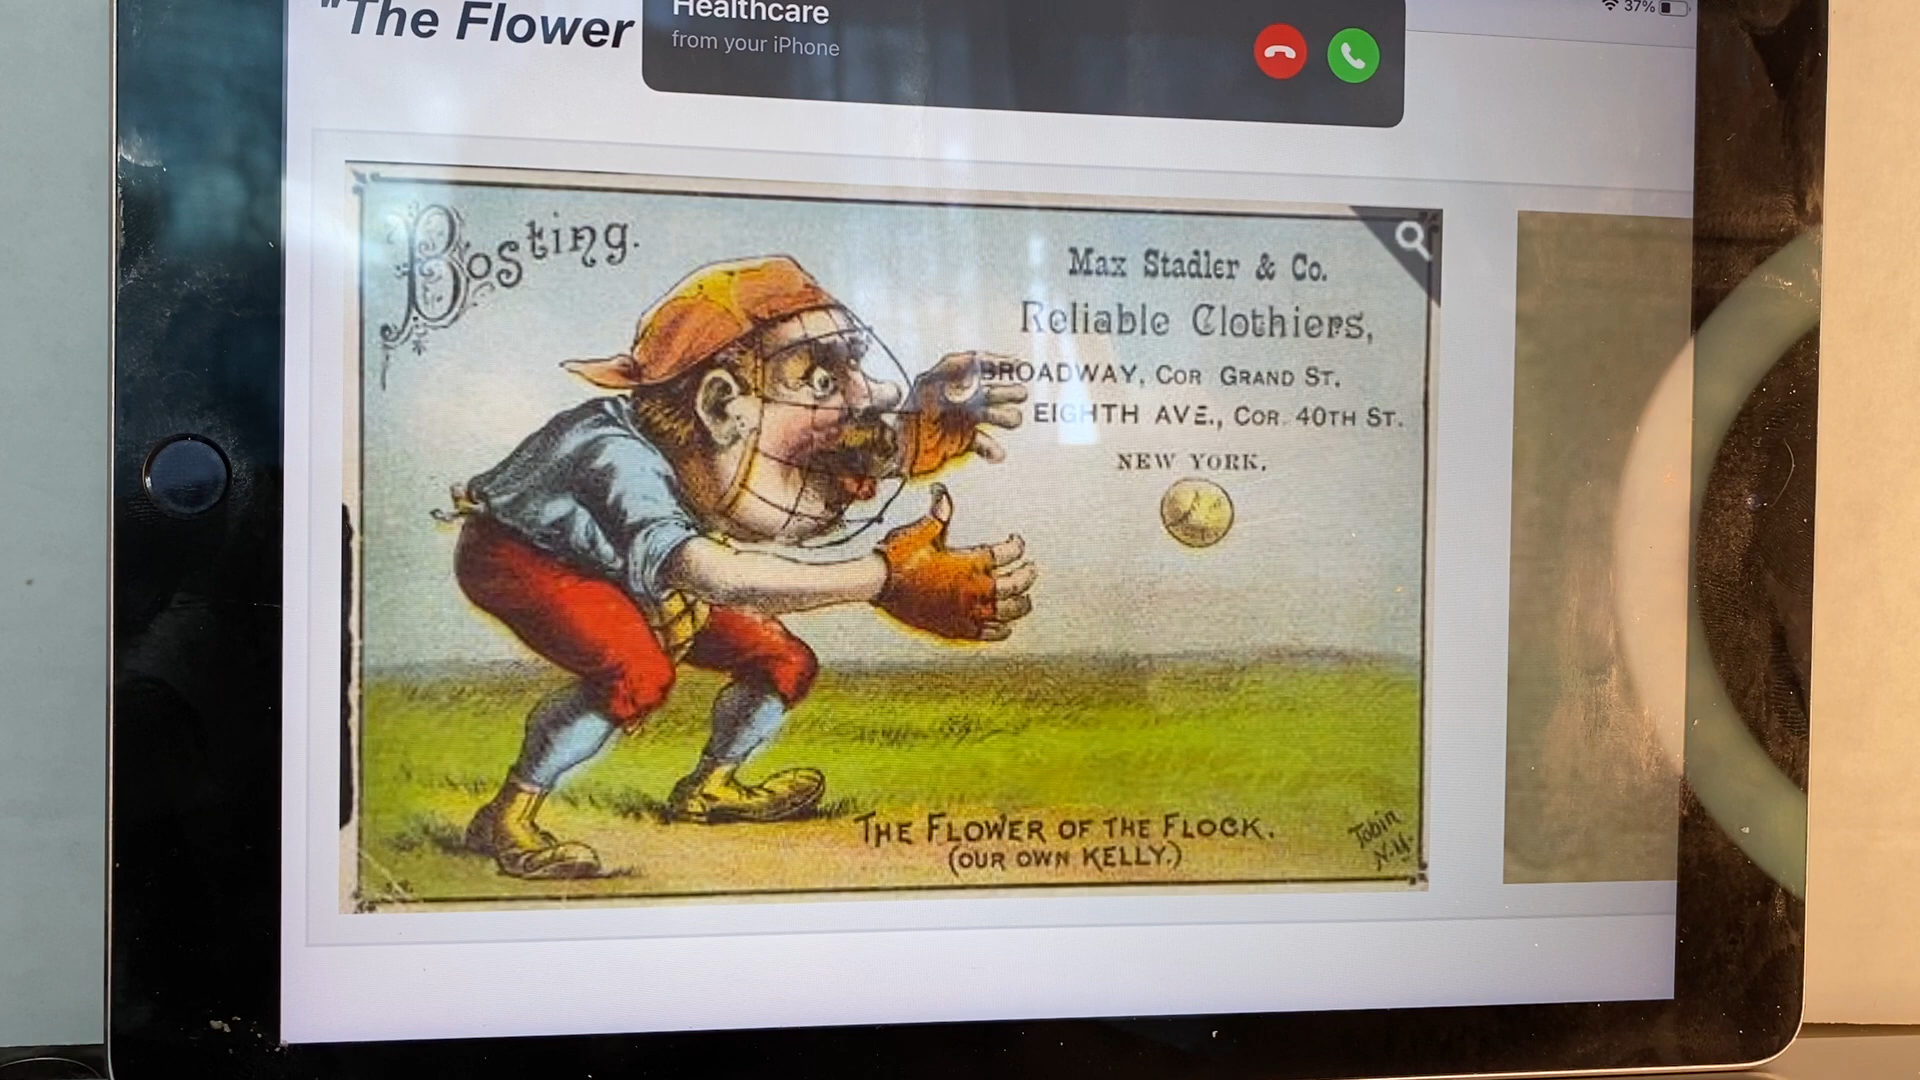 "The Flower
Healthcare
from your iPhone
37%
Bosting.
Max Stadler & Co.
Reliable Clothiers,
BROADWAY, COR GRAND ST.
EIGHTH AVE., COR. 40TH ST.
NEW YORK.
THE FLOWER OF THE FLOCK.
(OUR OWN KELLY.)
Tobin
N.Y.